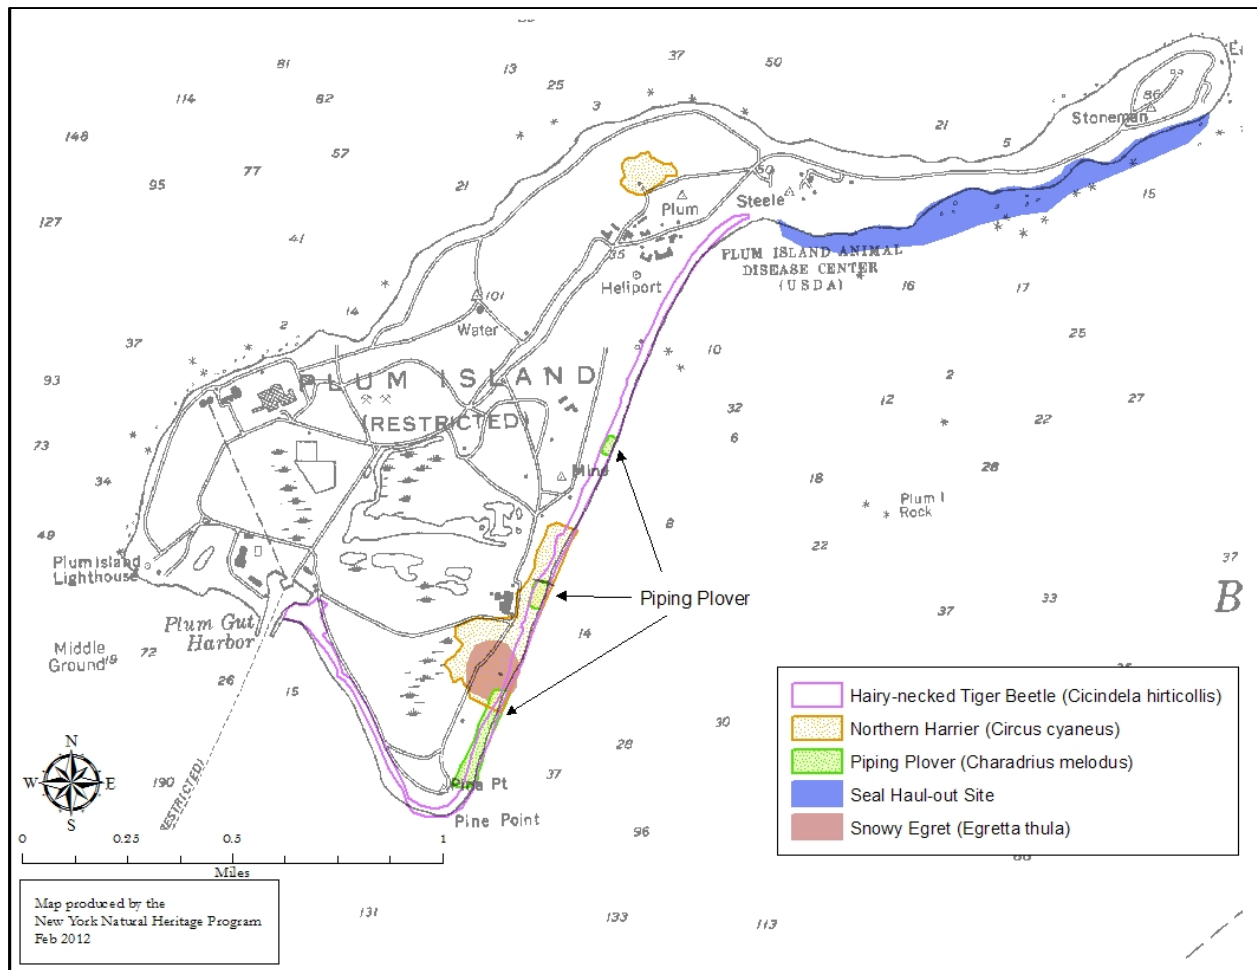 37
50
81
13
25
114
82
3
148
57
21
5
86
Stoneman
77
50
95
21
Plum
Steele
15
127
41
35
PLUM ISLAND ANIMAL
DISEASE CENTER
(USDA)
Heliport
16
17
101
14
2
Water
25
37
10
93
PLUM ISLAND
2
27
12
32
22
(RESTRICTED)
6
73
Mine
18
28
34
Plum I
Rock
8
49
22
Plum Island
Lighthouse
37
Piping Plover
33
37
B
Plum Gut
Harbor
14
Middle
Ground
19
72
26
15
30
28
37
190
Pine Pt
Pine Point
96
(RESTRICTED)
N
W
E
S
0
0.25
0.5
1
Miles
Hairy-necked Tiger Beetle (Cicindela hirticollis)
Northern Harrier (Circus cyaneus)
Piping Plover (Charadrius melodus)
Seal Haul-out Site
Snowy Egret (Egretta thula)
Map produced by the
New York Natural Heritage Program
Feb 2012
131
133
113